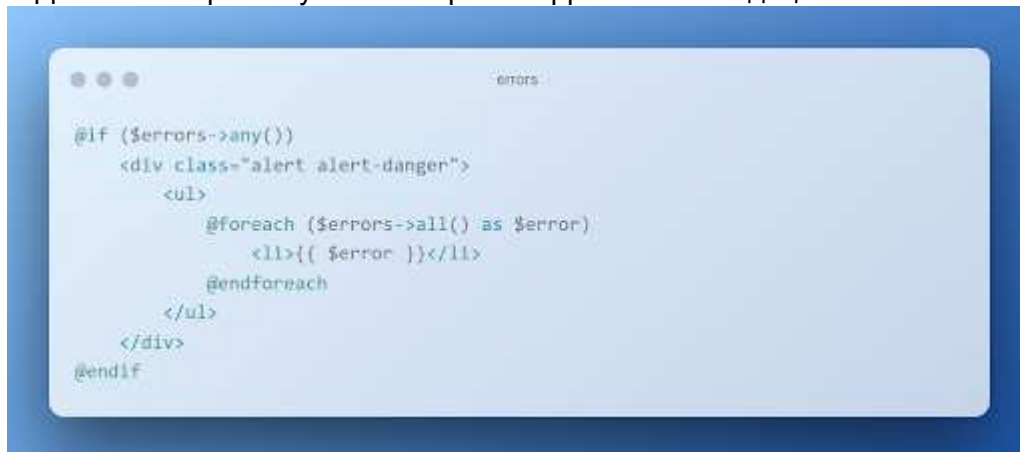 errors
@if ($errors->any())
<div class="alert alert-danger">
<ul>
@foreach ($errors->all() as $error)
<li>{{ $error }}</li>
@endforeach
</ul>
</div>
@endif